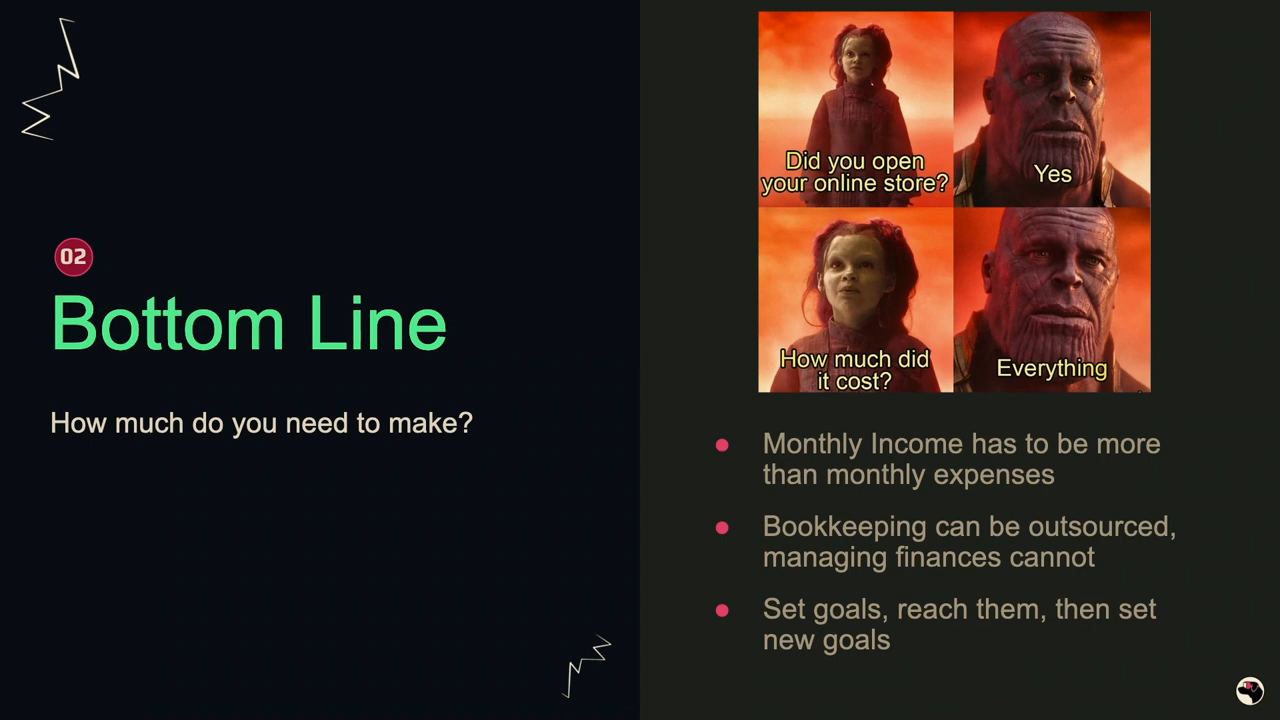 02
Bottom Line
How much do you need to make?
Did you open
your online store?
Yes
How much did
it cost?
Everything
Monthly Income has to be more
than monthly expenses
Bookkeeping can be outsourced,
managing finances cannot
Set goals, reach them, then set
new goals